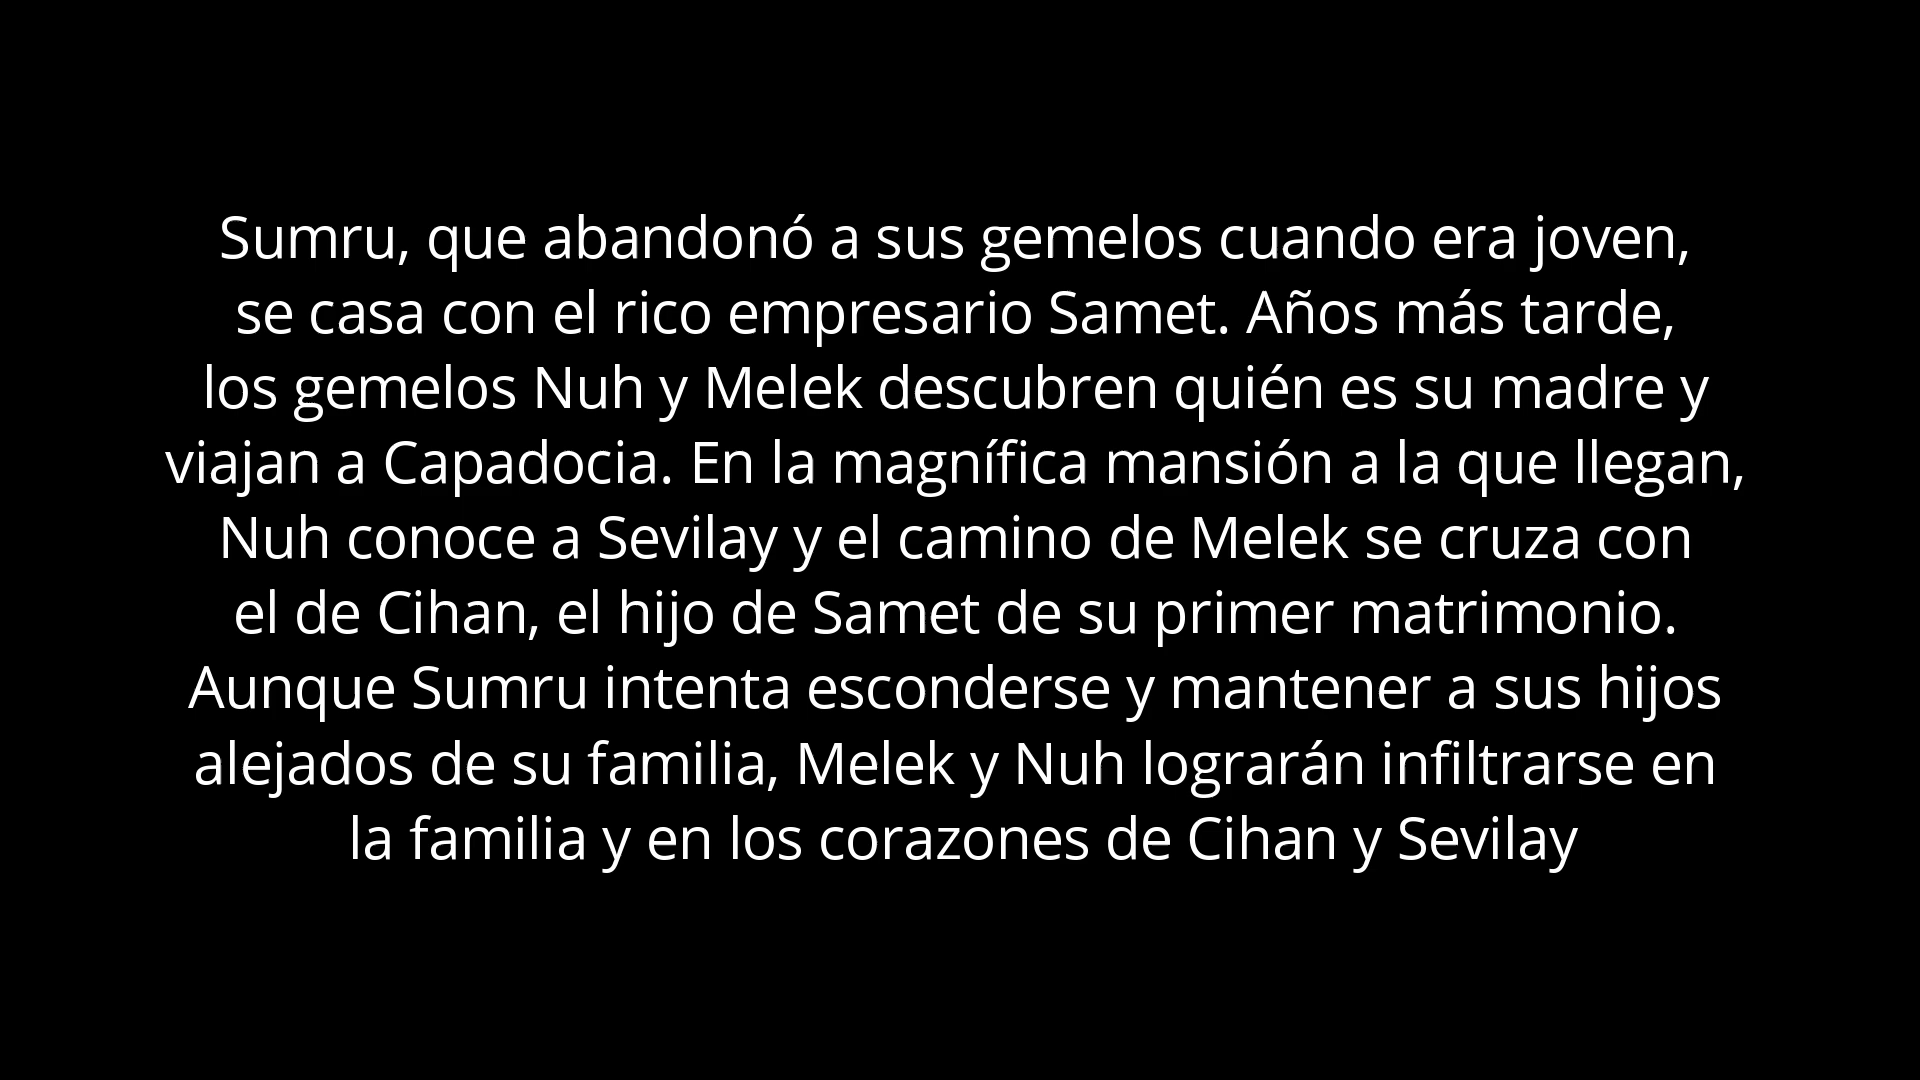 Sumru, que abandonó a sus gemelos cuando era joven,
se casa con el rico empresario Samet. Años más tarde,
los gemelos Nuh y Melek descubren quién es su madre y
viajan a Capadocia. En la magnífica mansión a la que llegan,
Nuh conoce a Sevilay y el camino de Melek se cruza con
el de Cihan, el hijo de Samet de su primer matrimonio.
Aunque Sumru intenta esconderse y mantener a sus hijos
alejados de su familia, Melek y Nuh lograrán infiltrarse en
la familia y en los corazones de Cihan y Sevilay